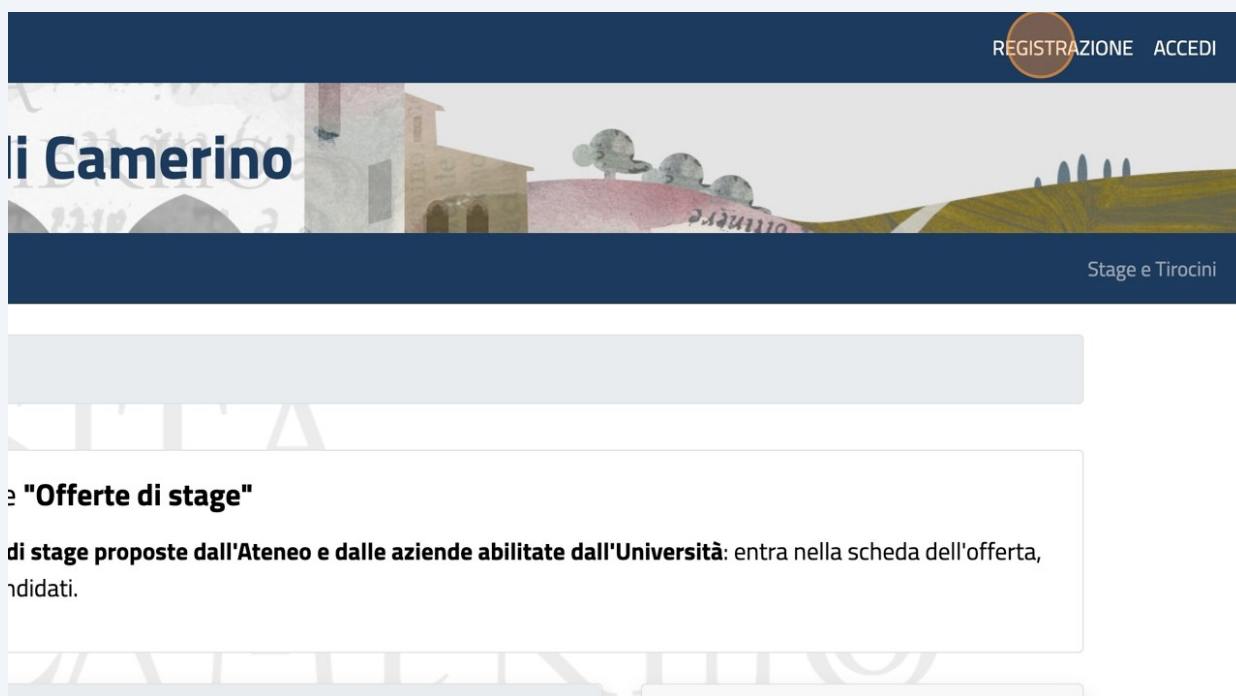 REGISTRAZIONE ACCEDI
li Camerino
Stage e Tirocini
e "Offerte di stage"
di stage proposte dall'Ateneo e dalle aziende abilitate dall'Università: entra nella scheda dell'offerta,
ndidati.